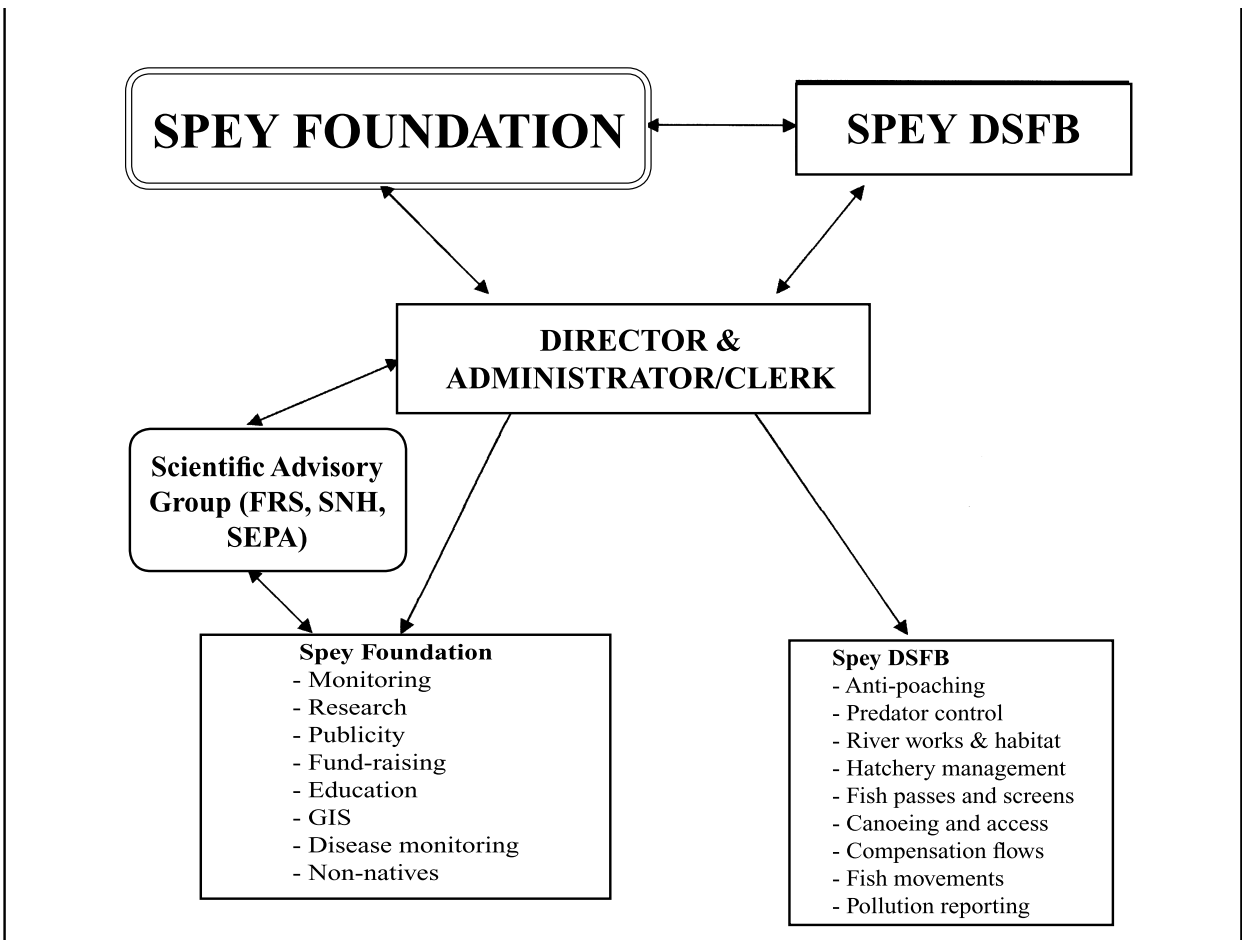 SPEY FOUNDATION
SPEY DSFB
DIRECTOR &
ADMINISTRATOR/CLERK
Scientific Advisory
Group (FRS, SNH,
SEPA)
Spey Foundation
- Monitoring
- Research
- Publicity
- Fund-raising
- Education
- GIS
- Disease monitoring
- Non-natives
Spey DSFB
- Anti-poaching
- Predator control
- River works & habitat
- Hatchery management
- Fish passes and screens
- Canoeing and access
- Compensation flows
- Fish movements
- Pollution reporting